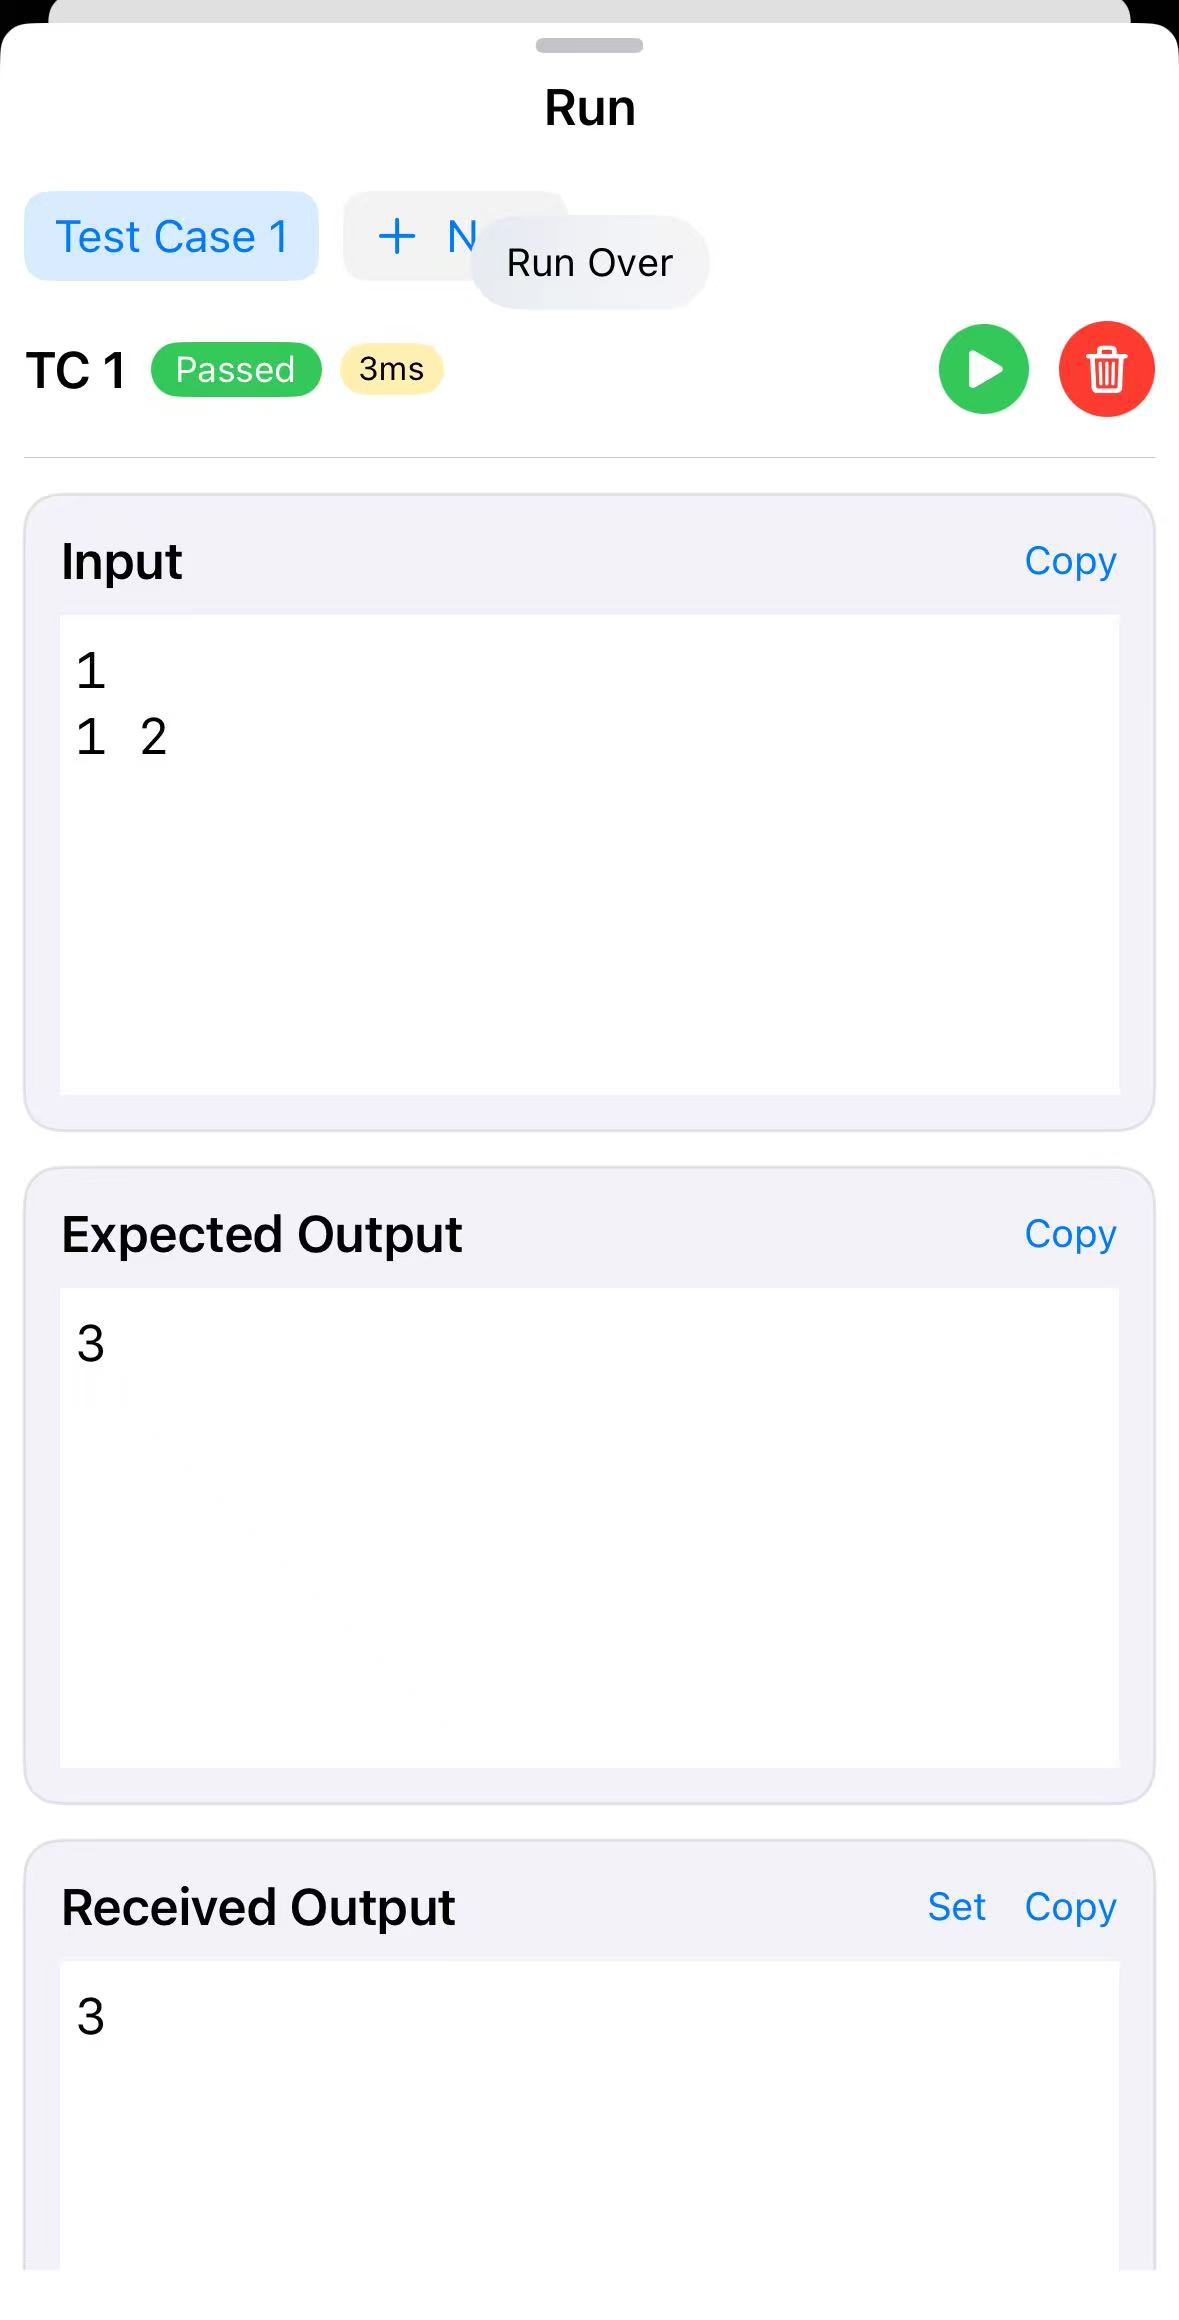 Run
Test Case 1
Run Over
TC 1 Passed 3ms
Input Copy
1
1 2
Expected Output Copy
3
Received Output Set Copy
3